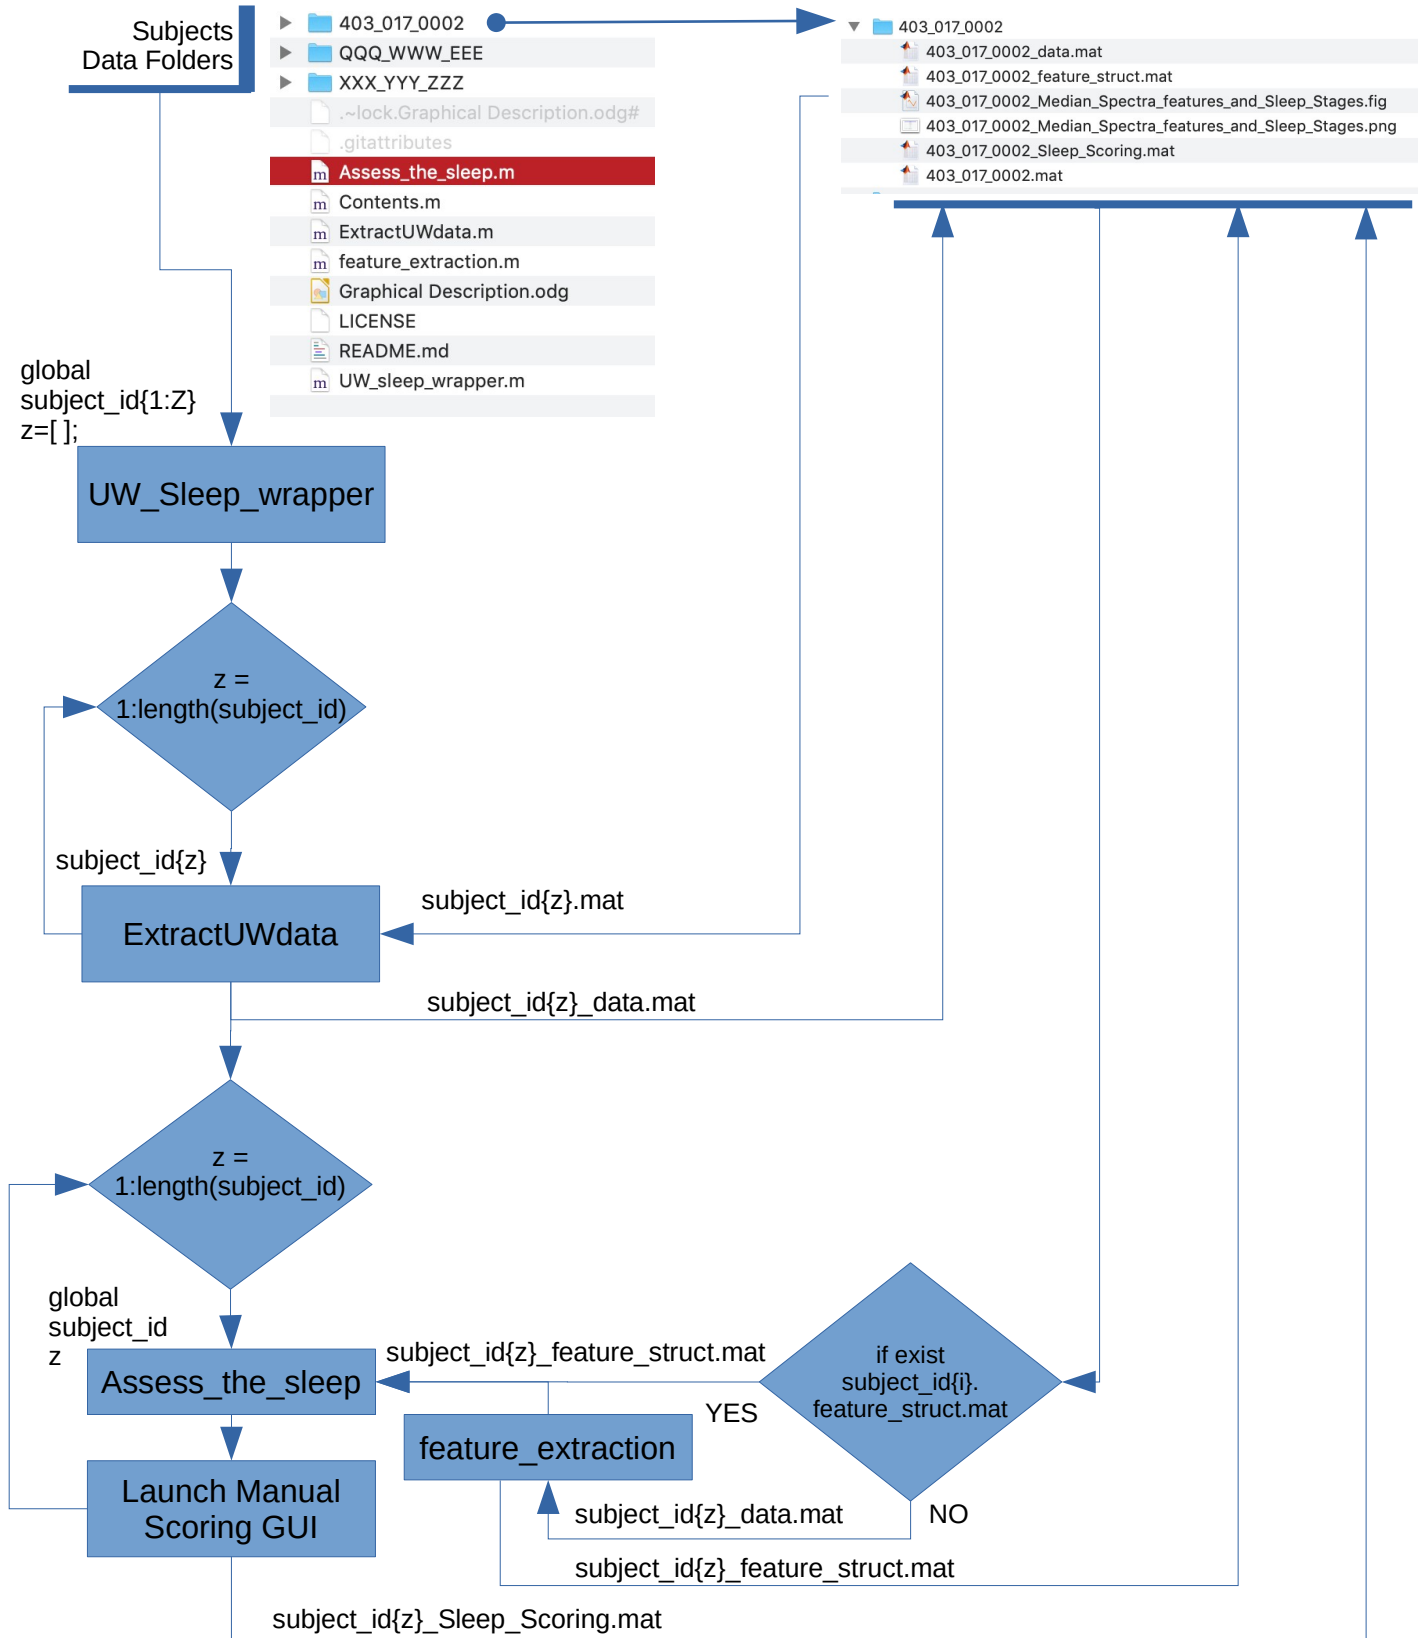 Subjects
Data Folders
403_017_0002
QQQ_WWW_EEE
XXX_YYY_ZZZ
.~lock.Graphical Description.odg#
.gitattributes
m Assess_the_sleep.m
m Contents.m
m ExtractUWdata.m
m feature_extraction.m
Graphical Description.odg
LICENSE
README.md
m UW_sleep_wrapper.m
403_017_0002
403_017_0002_data.mat
403_017_0002_feature_struct.mat
403_017_0002_Median_Spectra_features_and_Sleep_Stages.fig
403_017_0002_Median_Spectra_features_and_Sleep_Stages.png
403_017_0002_Sleep_Scoring.mat
403_017_0002.mat
global
subject_id{1:Z}
z=[ ];
UW_Sleep_wrapper
z =
1:length(subject_id)
subject_id{z}
ExtractUWdata
subject_id{z}.mat
subject_id{z}_data.mat
z =
1:length(subject_id)
global
subject_id
z
Assess_the_sleep
subject_id{z}_feature_struct.mat
if exist
subject_id{i}.
feature_struct.mat
YES
feature_extraction
Launch Manual
Scoring GUI
subject_id{z}_data.mat
NO
subject_id{z}_feature_struct.mat
subject_id{z}_Sleep_Scoring.mat